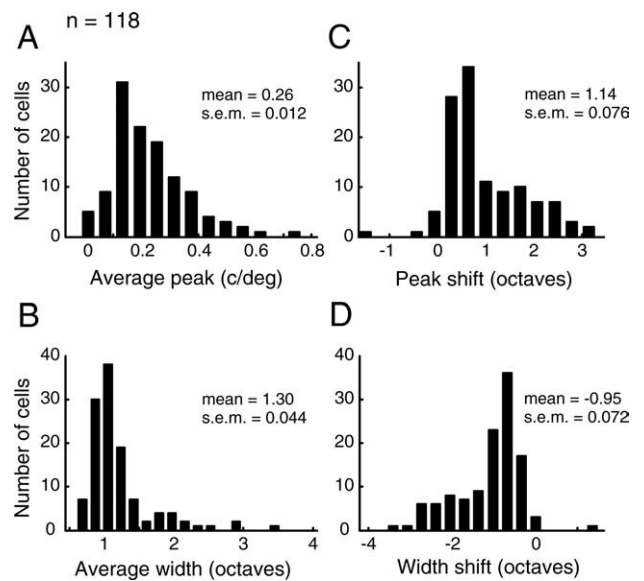 n = 118
A
Number of cells
30
20
10
0
mean = 0.26
s.e.m. = 0.012
0 0.2 0.4 0.6 0.8
Average peak (c/deg)
C
30
20
10
0
mean = 1.14
s.e.m. = 0.076
-1 0 1 2 3
Peak shift (octaves)
B
Number of cells
40
30
20
10
0
mean = 1.30
s.e.m. = 0.044
1 2 3 4
Average width (octaves)
D
40
30
20
10
0
mean = -0.95
s.e.m. = 0.072
-4 -2 0
Width shift (octaves)